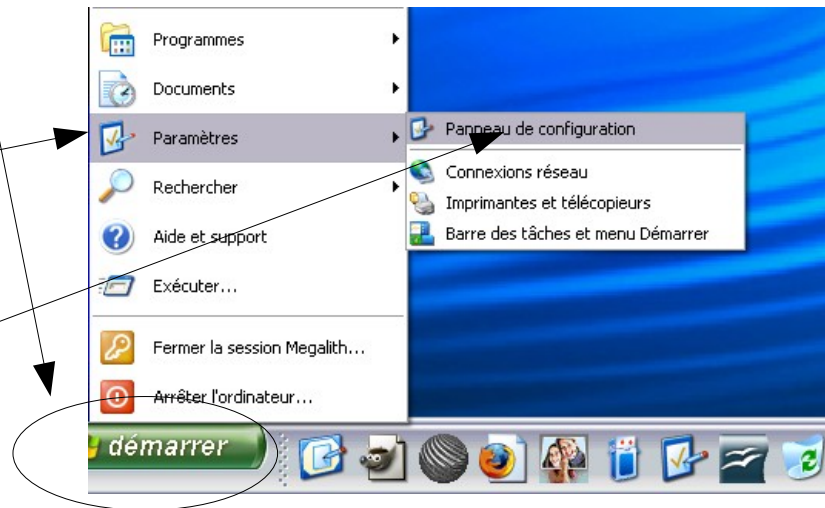 Programmes
Documents
Paramètres
Panneau de configuration
Connexions réseau
Rechercher
Imprimantes et télécopieurs
Aide et support
Barre des tâches et menu Démarrer
Exécuter...
Fermer la session Megalith...
Arrêter l'ordinateur...
démarrer